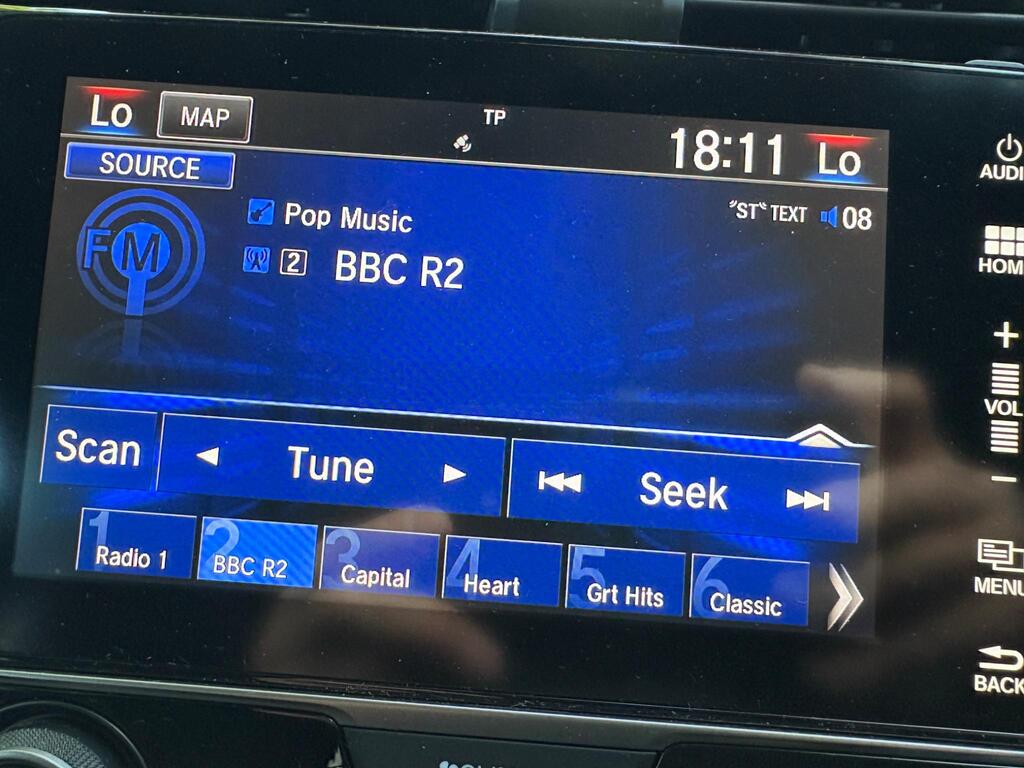 Lo MAP TP 18:11 Lo
SOURCE
FM
Pop Music "ST" TEXT 08
2 BBC R2
Scan Tune Seek
1 Radio 1
2 BBC R2
3 Capital
4 Heart
5 Grt Hits
6 Classic
AUDI
HOM
+
VOL
−
MENU
BACK